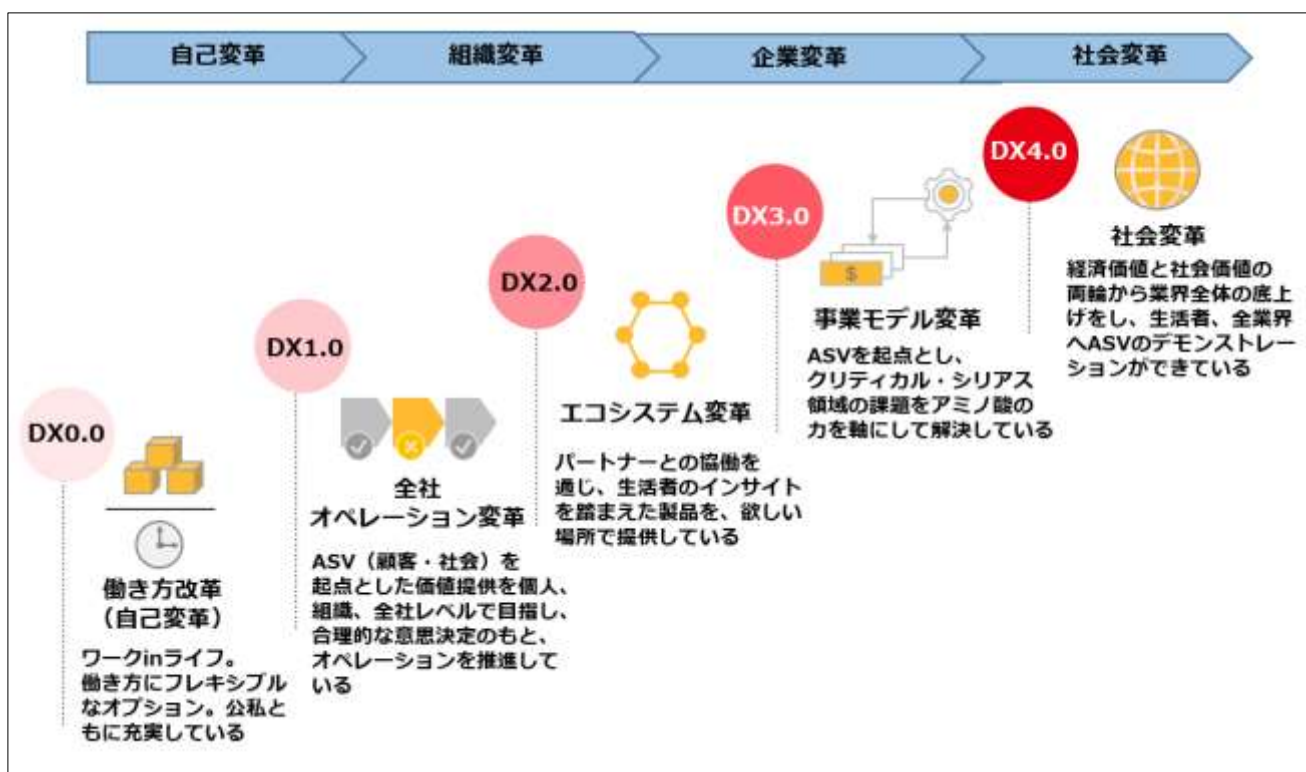 自己変革
組織変革
企業変革
社会変革
DX0.0
働き方改革
（自己変革）
ワークinライフ。
働き方にフレキシブル
なオプション。公私と
もに充実している
DX1.0
全社
オペレーション変革
ASV（顧客・社会）を
起点とした価値提供を個人、
組織、全社レベルで目指し、
合理的な意思決定のもと、
オペレーションを推進して
いる
DX2.0
エコシステム変革
パートナーとの協働を
通じ、生活者のインサイト
を踏まえた製品を、欲しい
場所で提供している
DX3.0
$
事業モデル変革
ASVを起点とし、
クリティカル・シリアス
領域の課題をアミノ酸の
力を軸にして解決している
DX4.0
社会変革
経済価値と社会価値の
両輪から業界全体の底上
げをし、生活者、全業界
へASVのデモンストレー
ションができている